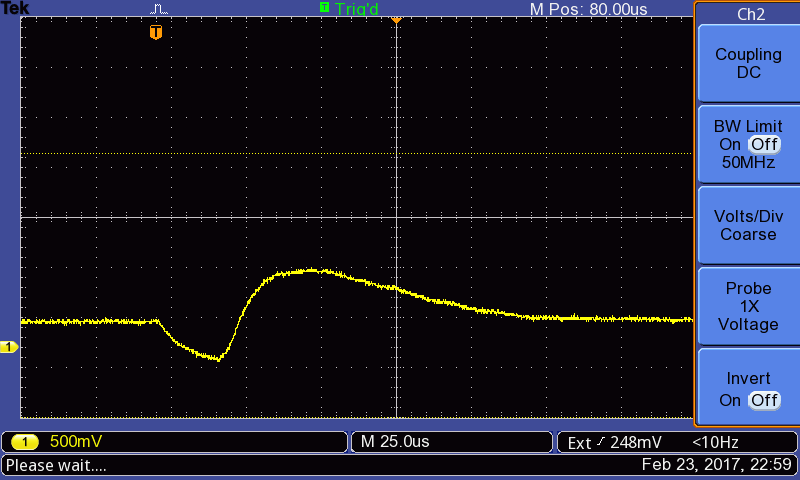 Tek
T Trig'd
M Pos: 80.00us
Ch2
T
Coupling
DC
BW Limit
On Off
50MHz
Volts/Div
Coarse
Probe
1X
Voltage
Invert
On Off
1
1 500mV
M 25.0us
Ext 248mV
<10Hz
Please wait....
Feb 23, 2017, 22:59